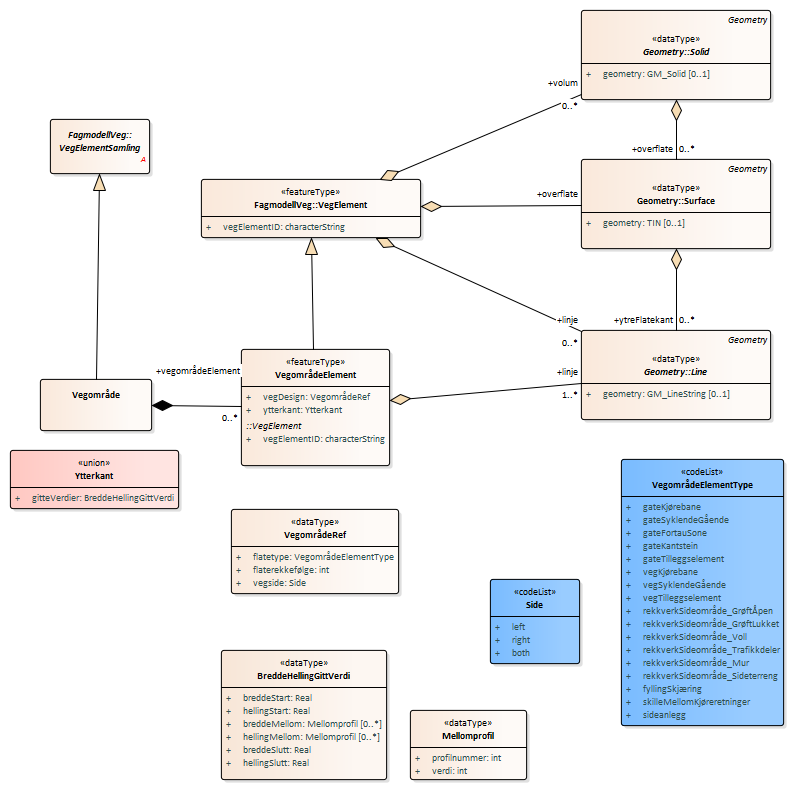 Geometry
«dataType»
Geometry::Solid
+ geometry: GM_Solid [0..1]
+volum
0..*
FagmodellVeg::
VegElementSamling
A
+overflate 0..*
Geometry
«dataType»
Geometry::Surface
+ geometry: TIN [0..1]
«featureType»
FagmodellVeg::VegElement
+ vegElementID: characterString
+overflate
+linje
0..*
+ytreFlatekant 0..*
Geometry
«dataType»
Geometry::Line
+ geometry: GM_LineString [0..1]
+linje
1..*
Vegområde
+vegområdeElement
0..*
«featureType»
VegområdeElement
+ vegDesign: VegområdeRef
+ ytterkant: Ytterkant
::VegElement
+ vegElementID: characterString
«union»
Ytterkant
+ gitteVerdier: BreddeHellingGittVerdi
«dataType»
VegområdeRef
+ flatetype: VegområdeElementType
+ flaterekkefølge: int
+ vegside: Side
«codeList»
Side
+ left
+ right
+ both
«codeList»
VegområdeElementType
+ gateKjørebane
+ gateSyklendeGående
+ gateFortauSone
+ gateKantstein
+ gateTilleggselement
+ vegKjørebane
+ vegSyklendeGående
+ vegTilleggselement
+ rekkverkSideområde_GrøftÅpen
+ rekkverkSideområde_GrøftLukket
+ rekkverkSideområde_Voll
+ rekkverkSideområde_Trafikkdeler
+ rekkverkSideområde_Mur
+ rekkverkSideområde_Sideterreng
+ fyllingSkjæring
+ skilleMellomKjøreretninger
+ sideanlegg
«dataType»
BreddeHellingGittVerdi
+ breddeStart: Real
+ hellingStart: Real
+ breddeMellom: Mellomprofil [0..*]
+ hellingMellom: Mellomprofil [0..*]
+ breddeSlutt: Real
+ hellingSlutt: Real
«dataType»
Mellomprofil
+ profilnummer: int
+ verdi: int